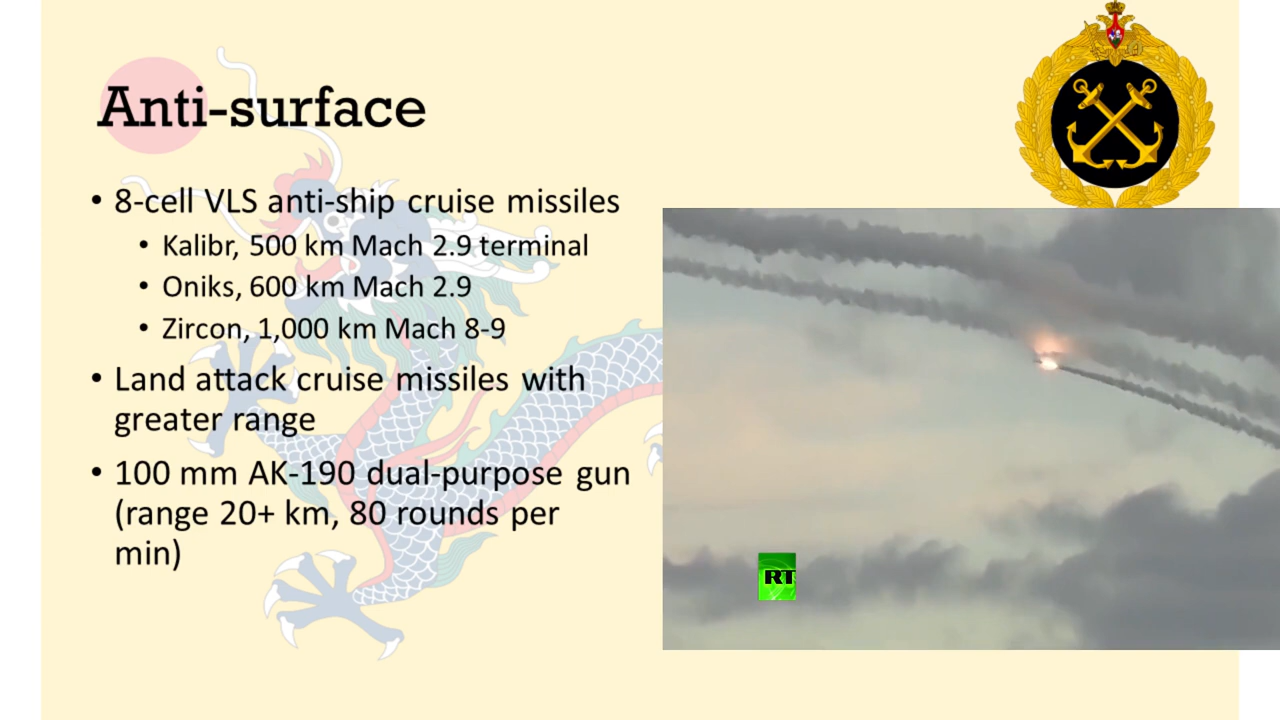 Anti-surface
• 8-cell VLS anti-ship cruise missiles
• Kalibr, 500 km Mach 2.9 terminal
• Oniks, 600 km Mach 2.9
• Zircon, 1,000 km Mach 8-9
• Land attack cruise missiles with
greater range
• 100 mm AK-190 dual-purpose gun
(range 20+ km, 80 rounds per
min)
RT